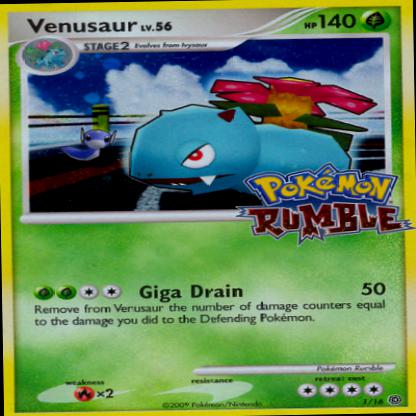 Venusaur LV.56 HP 140
STAGE 2 Evolves from Ivysaur
POKéMON
RUMBLE
Giga Drain 50
Remove from Venusaur the number of damage counters equal
to the damage you did to the Defending Pokémon.
Pokémon Rumble
weakness resistance retreat cost
×2
©2009 Pokémon/Nintendo 1/16